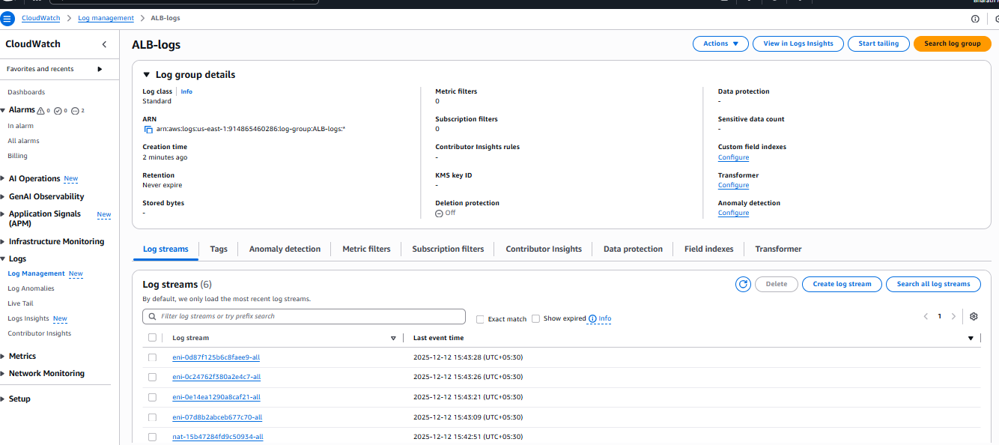 CloudWatch > Log management > ALB-logs
CloudWatch
Favorites and recents
Dashboards
Alarms 0 0 2
In alarm
All alarms
Billing
AI Operations New
GenAI Observability
Application Signals New
(APM)
Infrastructure Monitoring
Logs
Log Management New
Log Anomalies
Live Tail
Logs Insights New
Contributor Insights
Metrics
Network Monitoring
Setup
ALB-logs
Actions View in Logs Insights Start tailing Search log group
Log group details
Log class Info
Standard
ARN
arn:aws:logs:us-east-1:914865460286:log-group:ALB-logs:*
Creation time
2 minutes ago
Retention
Never expire
Stored bytes
-
Metric filters
0
Subscription filters
0
Contributor Insights rules
-
KMS key ID
-
Deletion protection
Off
Data protection
-
Sensitive data count
-
Custom field indexes
Configure
Transformer
Configure
Anomaly detection
Configure
Log streams Tags Anomaly detection Metric filters Subscription filters Contributor Insights Data protection Field indexes Transformer
Log streams (6)
Delete Create log stream Search all log streams
By default, we only load the most recent log streams.
Filter log streams or try prefix search Exact match Show expired Info 1
Log stream Last event time
eni-0d87f125b6c8faee9-all 2025-12-12 15:43:28 (UTC+05:30)
eni-0c24762f380a2e4c7-all 2025-12-12 15:43:26 (UTC+05:30)
eni-0e14ea1290a8caf21-all 2025-12-12 15:43:21 (UTC+05:30)
eni-07d8b2abceb677c70-all 2025-12-12 15:43:09 (UTC+05:30)
nat-15b47284fd9c50934-all 2025-12-12 15:42:51 (UTC+05:30)